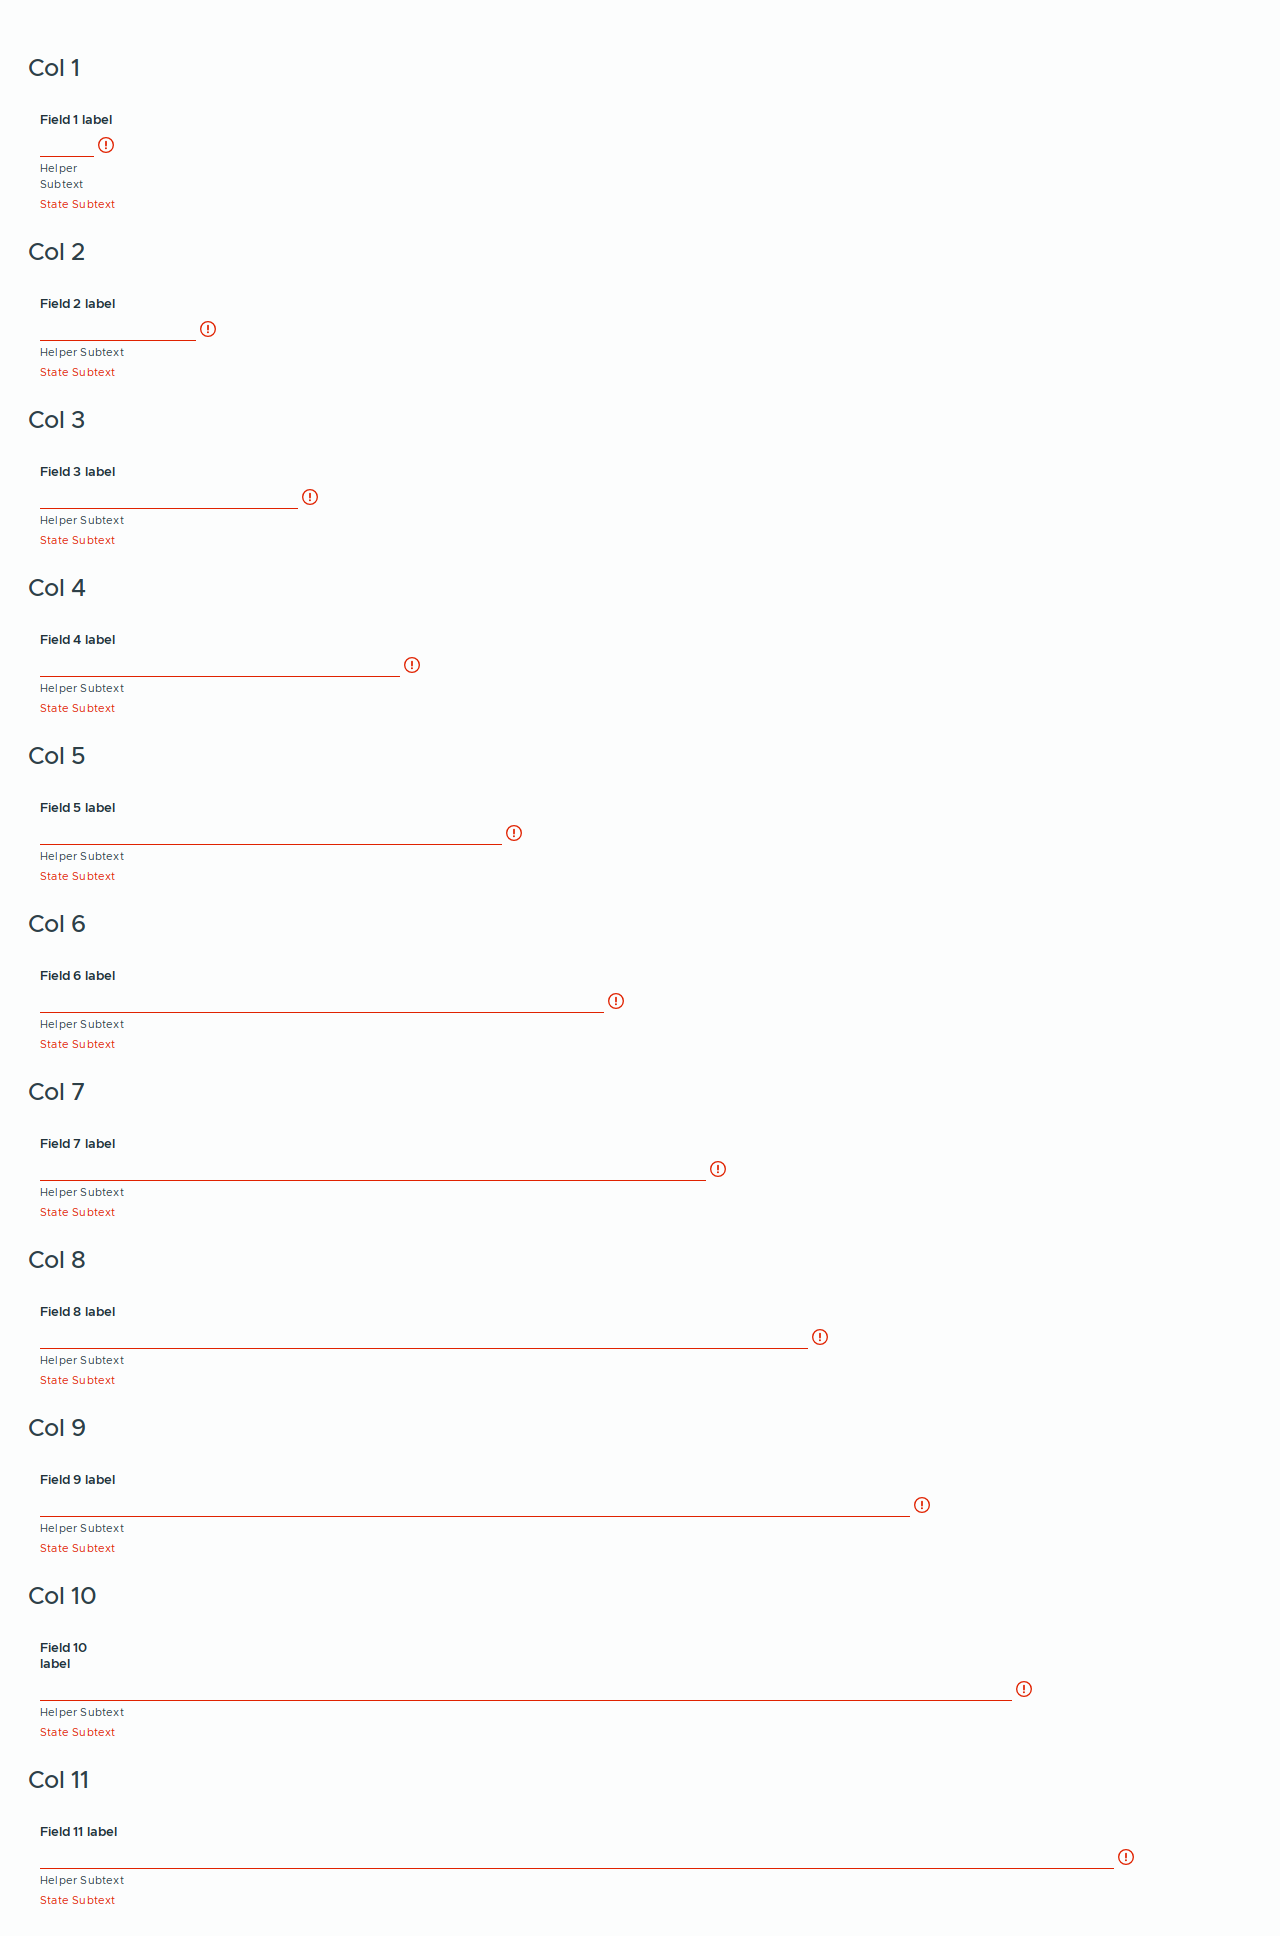 Col 1
Field 1 label
Helper
Subtext
State Subtext
Col 2
Field 2 label
Helper Subtext
State Subtext
Col 3
Field 3 label
Helper Subtext
State Subtext
Col 4
Field 4 label
Helper Subtext
State Subtext
Col 5
Field 5 label
Helper Subtext
State Subtext
Col 6
Field 6 label
Helper Subtext
State Subtext
Col 7
Field 7 label
Helper Subtext
State Subtext
Col 8
Field 8 label
Helper Subtext
State Subtext
Col 9
Field 9 label
Helper Subtext
State Subtext
Col 10
Field 10
label
Helper Subtext
State Subtext
Col 11
Field 11 label
Helper Subtext
State Subtext